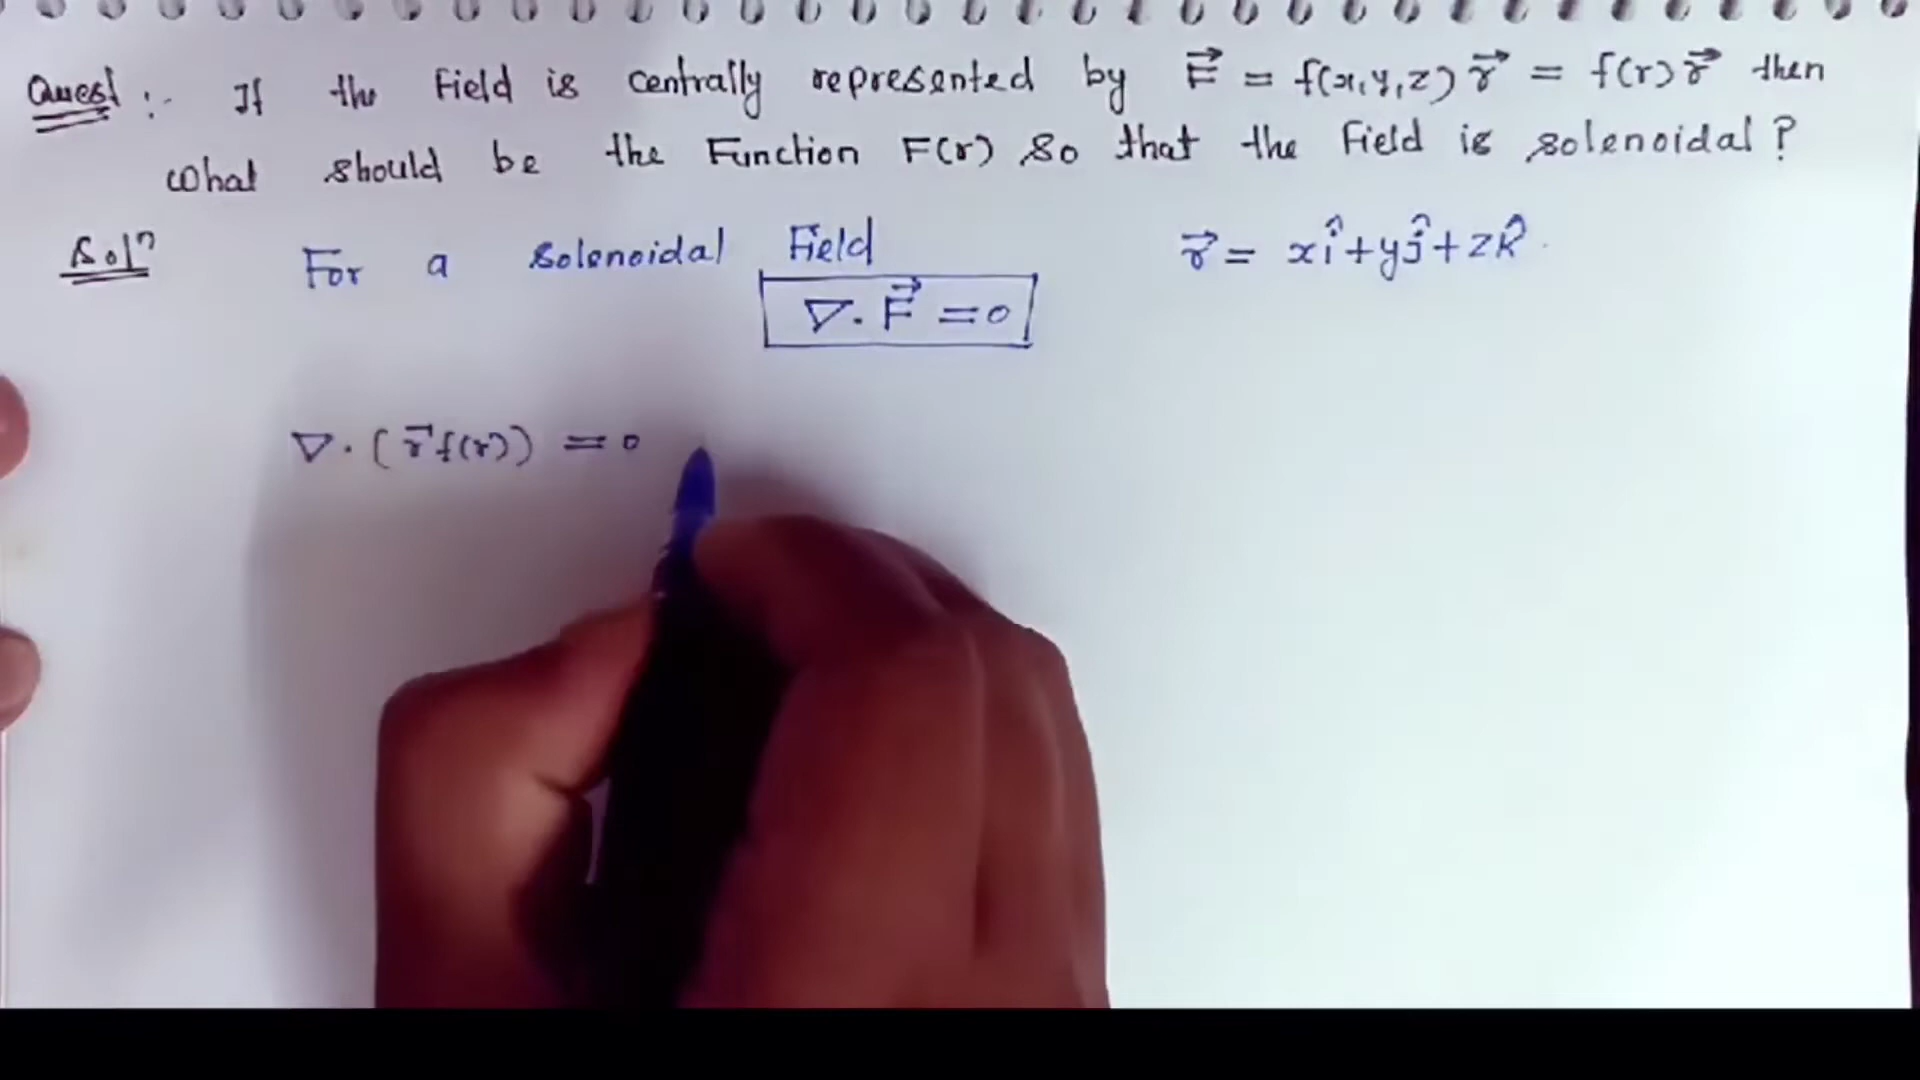 Quest :- If the Field is centrally represented by F⃗ = f(x,y,z) r⃗ = f(r) r⃗ then
what should be the Function F(r) so that the Field is solenoidal?
Solⁿ For a solenoidal Field r⃗ = xî+yĵ+zk̂.
∇. F⃗ =0
∇. (r⃗ f(r)) = 0